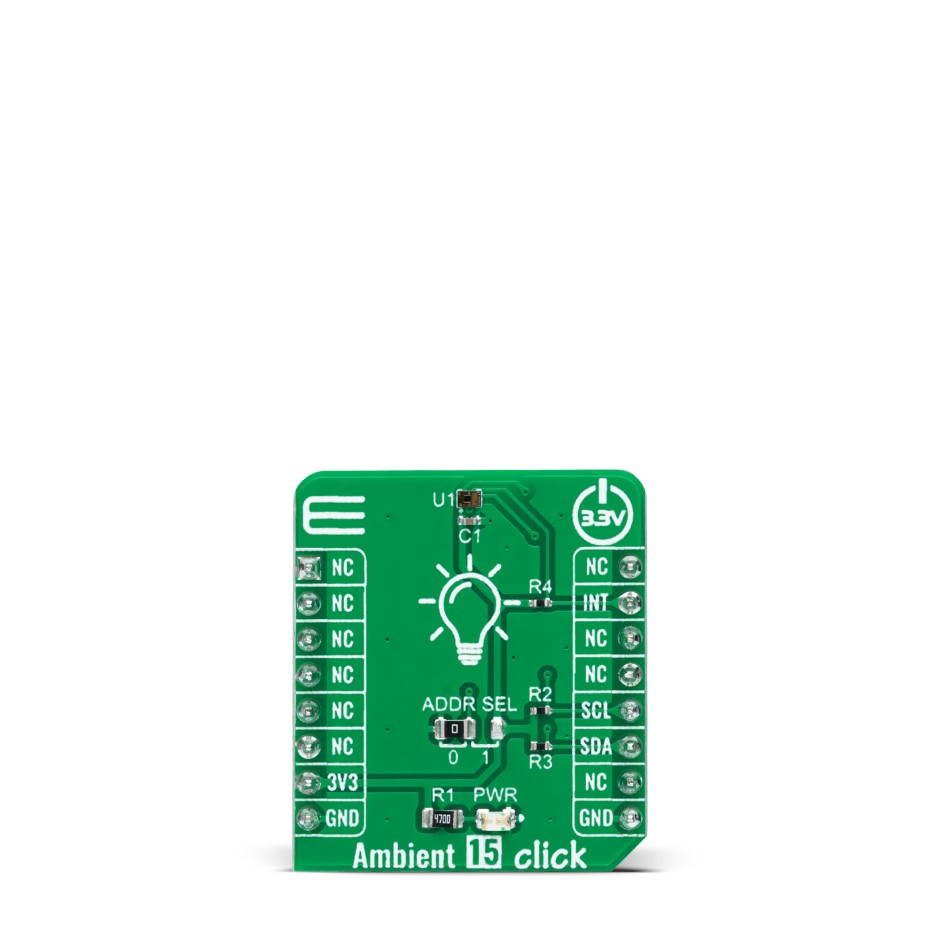 U1
3.3V
C1
NC NC
NC R4 INT
NC NC
NC NC
NC ADDR SEL R2 SCL
0
NC SDA
0 1 R3
3V3 NC
R1 PWR
GND 4700 GND
Ambient 15 click